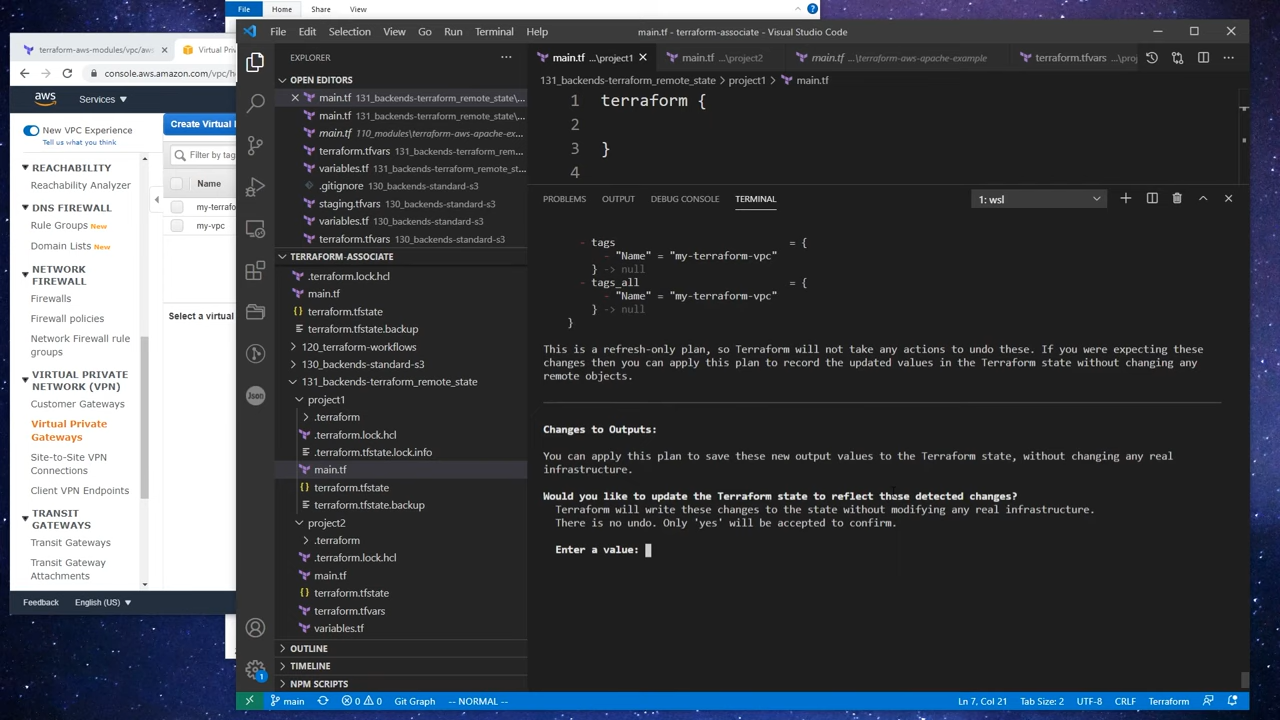 File
Home
Share
View
File
Edit
Selection
View
Go
Run
Terminal
Help
main.tf - terraform-associate - Visual Studio Code
terraform-aws-modules/vpc/aws
Virtual Priv
console.aws.amazon.com/vpc/h
aws
Services
New VPC Experience
Tell us what you think
REACHABILITY
Reachability Analyzer
DNS FIREWALL
Rule Groups New
Domain Lists New
NETWORK
FIREWALL
Firewalls
Firewall policies
Network Firewall rule
groups
VIRTUAL PRIVATE
NETWORK (VPN)
Customer Gateways
Virtual Private
Gateways
Site-to-Site VPN
Connections
Client VPN Endpoints
TRANSIT
GATEWAYS
Transit Gateways
Transit Gateway
Attachments
Feedback
English (US)
Create Virtual
Filter by tag
Name
my-terrafo
my-vpc
Select a virtual
EXPLORER
OPEN EDITORS
main.tf 131_backends-terraform_remote_state\...
main.tf 131_backends-terraform_remote_state\...
main.tf 110_modules\terraform-aws-apache-ex...
terraform.tfvars 131_backends-terraform_rem...
variables.tf 131_backends-terraform_remote_st...
.gitignore 130_backends-standard-s3
staging.tfvars 130_backends-standard-s3
variables.tf 130_backends-standard-s3
terraform.tfvars 130_backends-standard-s3
TERRAFORM-ASSOCIATE
.terraform.lock.hcl
main.tf
terraform.tfstate
terraform.tfstate.backup
120_terraform-workflows
130_backends-standard-s3
131_backends-terraform_remote_state
project1
.terraform
.terraform.lock.hcl
.terraform.tfstate.lock.info
main.tf
terraform.tfstate
terraform.tfstate.backup
project2
.terraform
.terraform.lock.hcl
main.tf
terraform.tfstate
terraform.tfvars
variables.tf
OUTLINE
TIMELINE
NPM SCRIPTS
Json
1
main.tf ...\project1
main.tf ...\project2
main.tf ...\terraform-aws-apache-example
terraform.tfvars ...\proj
131_backends-terraform_remote_state > project1 > main.tf
1 terraform {
2
3 }
4
PROBLEMS
OUTPUT
DEBUG CONSOLE
TERMINAL
1: wsl
- tags = {
- "Name" = "my-terraform-vpc"
} -> null
- tags_all = {
- "Name" = "my-terraform-vpc"
} -> null
}
This is a refresh-only plan, so Terraform will not take any actions to undo these. If you were expecting these
changes then you can apply this plan to record the updated values in the Terraform state without changing any
remote objects.
Changes to Outputs:
You can apply this plan to save these new output values to the Terraform state, without changing any real
infrastructure.
Would you like to update the Terraform state to reflect these detected changes?
Terraform will write these changes to the state without modifying any real infrastructure.
There is no undo. Only 'yes' will be accepted to confirm.
Enter a value:
main
0
0
Git Graph
-- NORMAL --
Ln 7, Col 21
Tab Size: 2
UTF-8
CRLF
Terraform